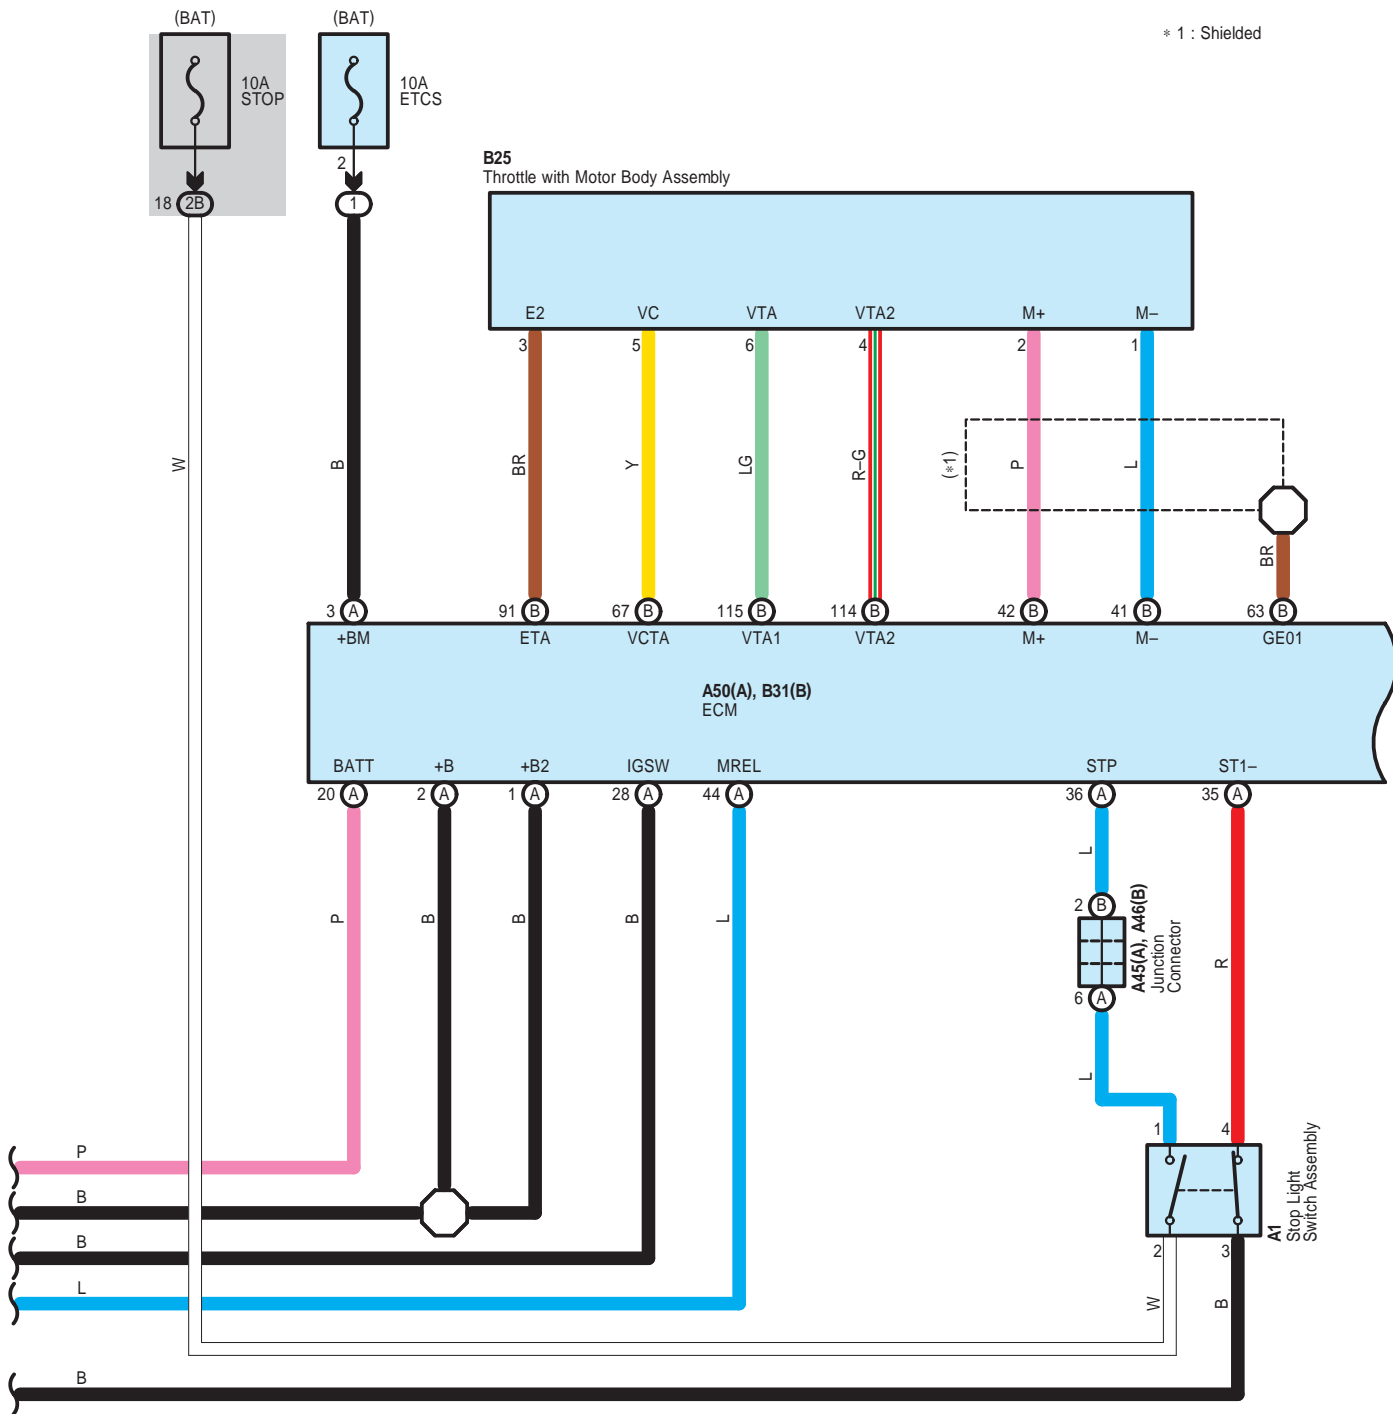 (BAT)
(BAT)
* 1 : Shielded
10A
STOP
10A
ETCS
2
18 2B
1
B25
Throttle with Motor Body Assembly
E2 VC VTA VTA2 M+ M–
3 5 6 4 2 1
W
B
BR
Y
LG
R–G
(*1)
P
L
BR
3 A
91 B
67 B
115 B
114 B
42 B
41 B
63 B
+BM ETA VCTA VTA1 VTA2 M+ M– GE01
A50(A), B31(B)
ECM
BATT +B +B2 IGSW MREL STP ST1–
20 A
2 A
1 A
28 A
44 A
36 A
35 A
L
P
B
B
B
L
2 B
A45(A), A46(B)
Junction
Connector
R
6 A
L
1 4
A1
Stop Light
Switch Assembly
2 3
W
B
P
B
B
L
B